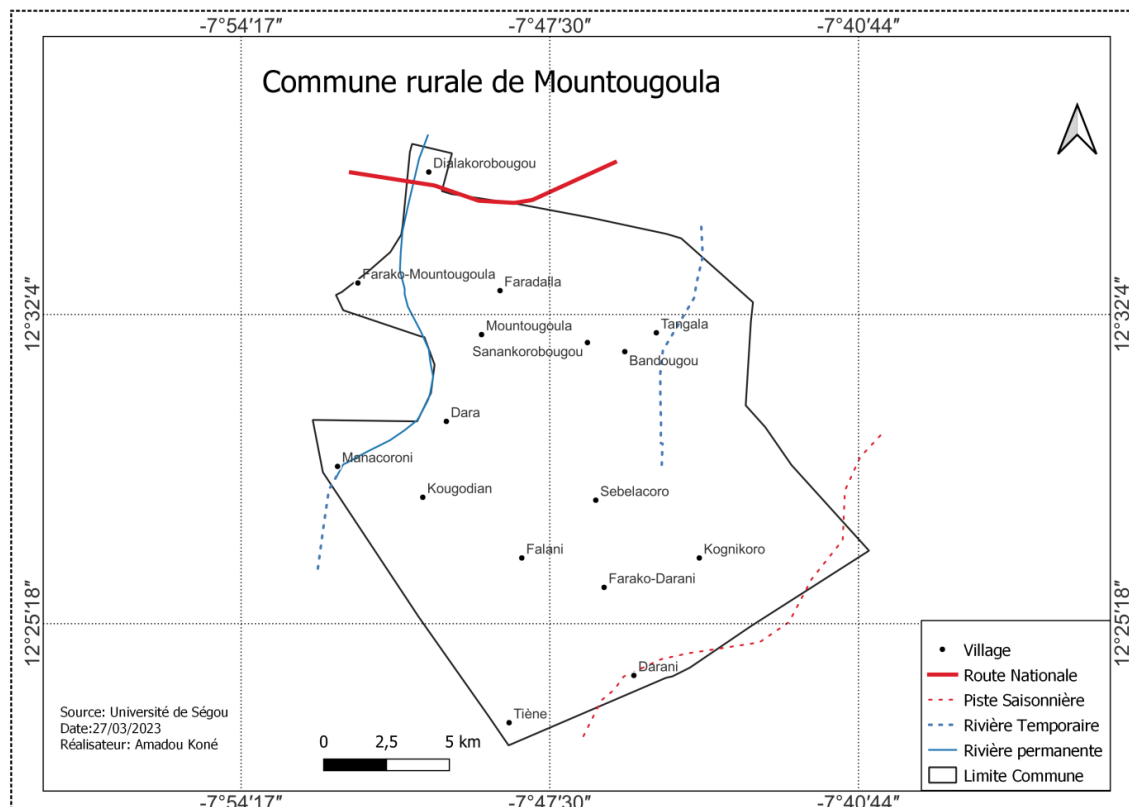 -7°54′17″
-7°47′30″
-7°40′44″
Commune rurale de Mountougoula
Dialakorobougou
Farako-Mountougoula
Faradalla
12°32′4″
12°32′4″
Mountougoula
Tangala
Sanankorobougou
Bandougou
Dara
Manacoroni
Kougodian
Sebelacoro
Falani
Kognikoro
Farako-Darani
12°25′18″
12°25′18″
Darani
Tiène
Source: Université de Ségou
Date:27/03/2023
Réalisateur: Amadou Koné
0 2,5 5 km
Village
Route Nationale
Piste Saisonnière
Rivière Temporaire
Rivière permanente
Limite Commune
-7°54′17″
-7°47′30″
-7°40′44″